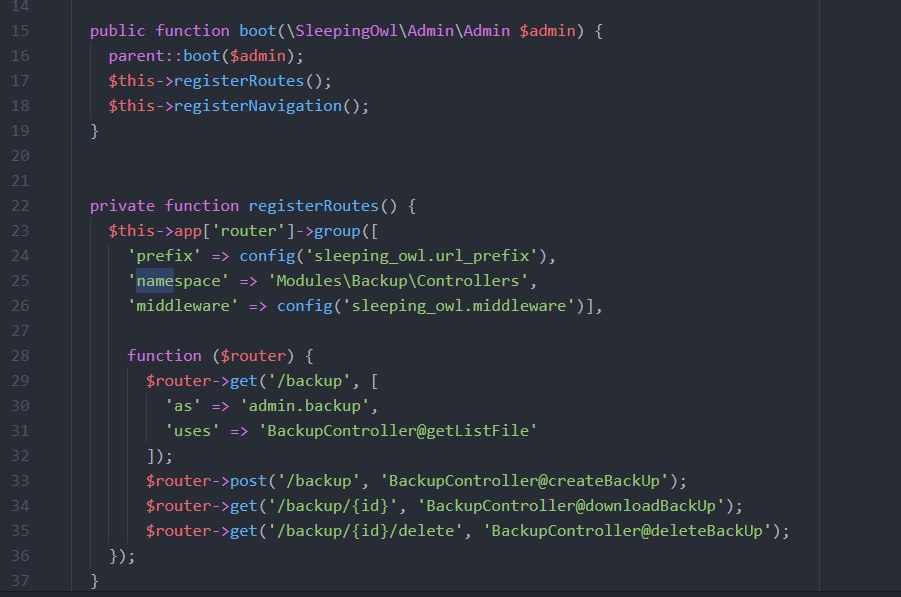 14
15 public function boot(\SleepingOwl\Admin\Admin $admin) {
16 parent::boot($admin);
17 $this->registerRoutes();
18 $this->registerNavigation();
19 }
20
21
22 private function registerRoutes() {
23 $this->app['router']->group([
24 'prefix' => config('sleeping_owl.url_prefix'),
25 'namespace' => 'Modules\Backup\Controllers',
26 'middleware' => config('sleeping_owl.middleware')],
27
28 function ($router) {
29 $router->get('/backup', [
30 'as' => 'admin.backup',
31 'uses' => 'BackupController@getListFile'
32 ]);
33 $router->post('/backup', 'BackupController@createBackUp');
34 $router->get('/backup/{id}', 'BackupController@downloadBackUp');
35 $router->get('/backup/{id}/delete', 'BackupController@deleteBackUp');
36 });
37 }